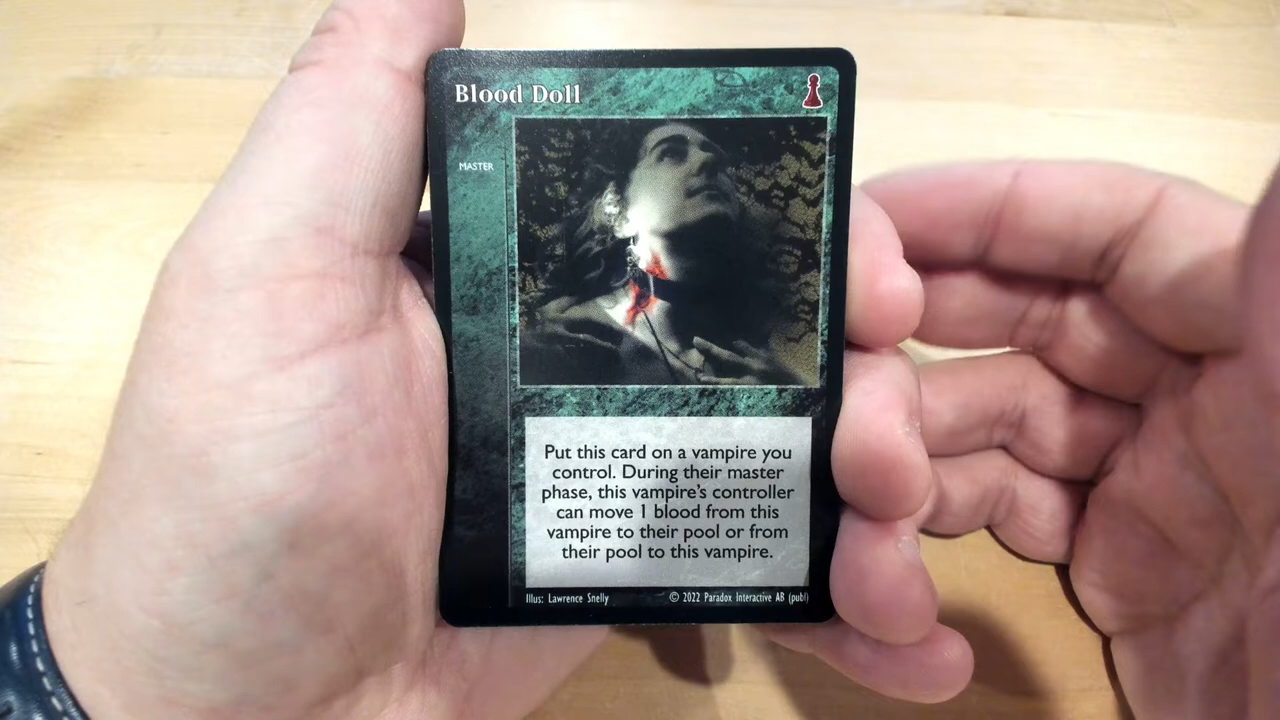 Blood Doll
MASTER
Put this card on a vampire you
control. During their master
phase, this vampire's controller
can move 1 blood from this
vampire to their pool or from
their pool to this vampire.
Illus: Lawrence Snelly
© 2022 Paradox Interactive AB (publ)